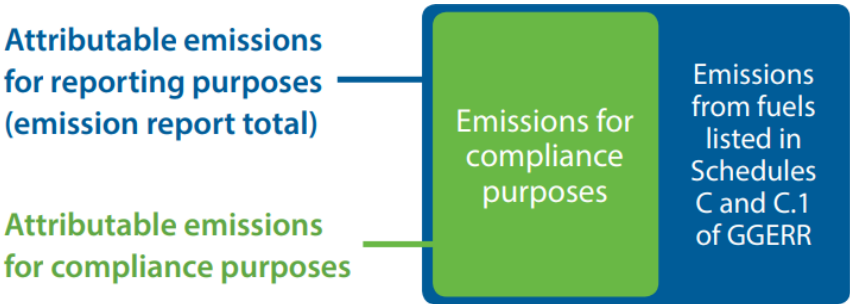 Attributable emissions
for reporting purposes
(emission report total)
Attributable emissions
for compliance purposes
Emissions for
compliance
purposes
Emissions
from fuels
listed in
Schedules
C and C.1
of GGERR